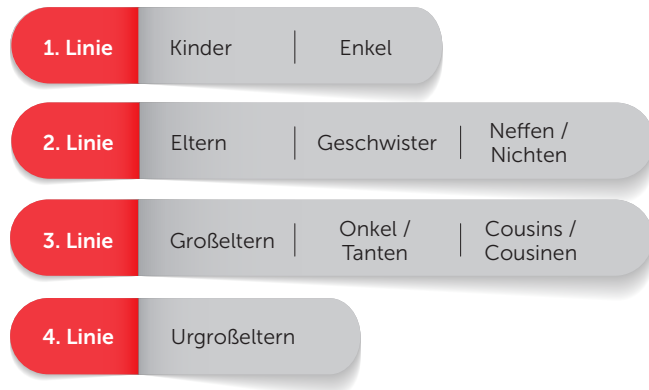 1. Linie Kinder Enkel
2. Linie Eltern Geschwister Neffen /
Nichten
3. Linie Großeltern Onkel /
Tanten Cousins /
Cousinen
4. Linie Urgroßeltern